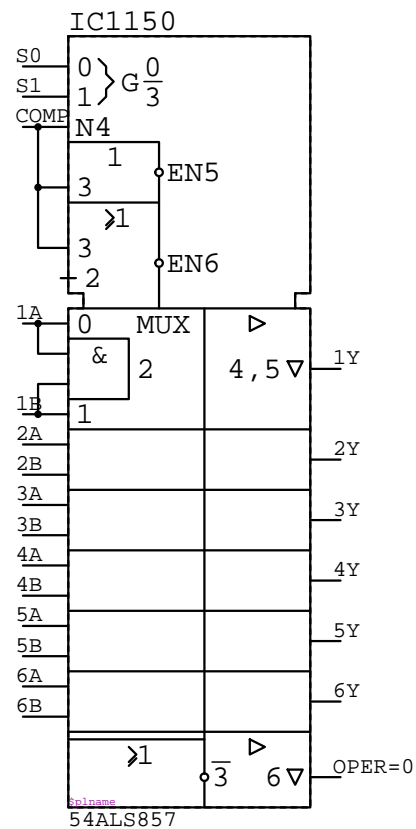 IC1150
S0 0 G 0/3
S1 1
COMP N4
1
3 EN5
≥1
3 EN6
2
1A 0 MUX
& 2 4,5 1Y
1B 1
2A 2Y
2B
3A 3Y
3B
4A 4Y
4B
5A 5Y
5B
6A 6Y
6B
≥1
3 6 OPER=0
$plname
54ALS857